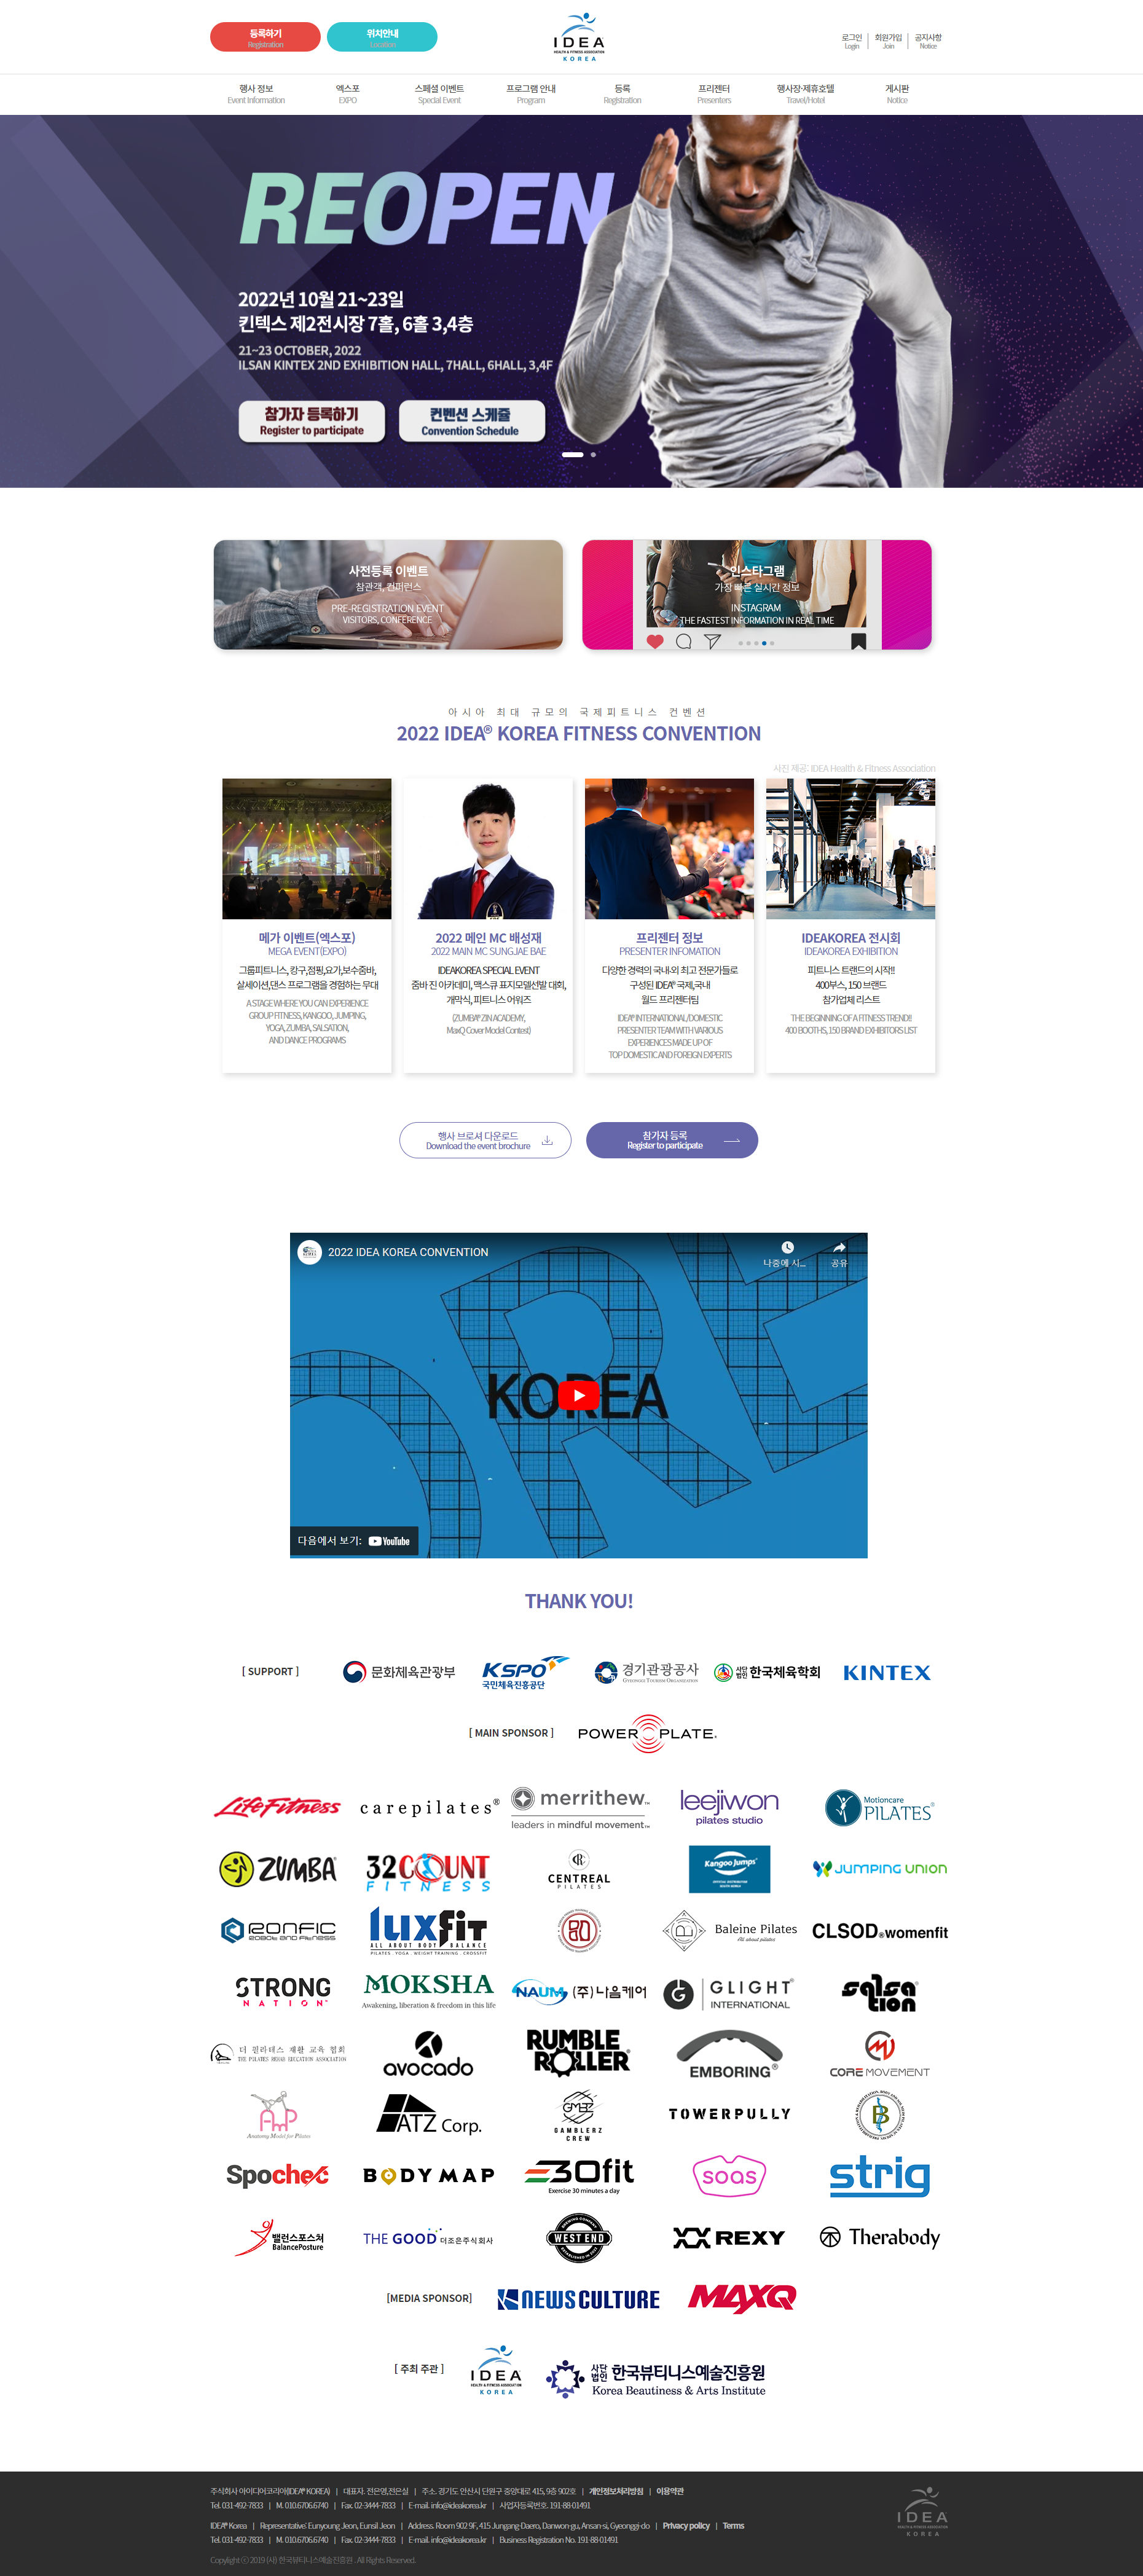 등록하기
Registration
위치안내
Location
IDEA
HEALTH & FITNESS ASSOCIATION
KOREA
로그인
Login
회원가입
Join
공지사항
Notice
행사 정보
Event Information
엑스포
EXPO
스페셜 이벤트
Special Event
프로그램 안내
Program
등록
Registration
프리젠터
Presenters
행사장·제휴호텔
Travel/Hotel
게시판
Notice
REOPEN
2022년 10월 21~23일
킨텍스 제2전시장 7홀, 6홀 3,4층
21~23 OCTOBER, 2022
ILSAN KINTEX 2ND EXHIBITION HALL, 7HALL, 6HALL, 3,4F
참가자 등록하기
Register to participate
컨벤션 스케쥴
Convention Schedule
사전등록 이벤트
참관객, 컨퍼런스
PRE-REGISTRATION EVENT
VISITORS, CONFERENCE
인스타그램
가장 빠른 실시간 정보
INSTAGRAM
THE FASTEST INFORMATION IN REAL TIME
아시아 최대 규모의 국제피트니스 컨벤션
2022 IDEA® KOREA FITNESS CONVENTION
사진 제공: IDEA Health & Fitness Association
메가 이벤트(엑스포)
MEGA EVENT(EXPO)
그룹피트니스, 캉구,점핑,요가,보수줌바,
살세이션,댄스 프로그램을 경험하는 무대
A STAGE WHERE YOU CAN EXPERIENCE
GROUP FITNESS, KANGOO, JUMPING,
YOGA, ZUMBA, SALSATION,
AND DANCE PROGRAMS
2022 메인 MC 배성재
2022 MAIN MC SUNGJAE BAE
IDEAKOREA SPECIAL EVENT
줌바 진 아카데미, 맥스큐 표지모델선발 대회,
개막식, 피트니스 어워즈
(ZUMBA® ZIN ACADEMY,
MaxQ Cover Model Contest)
프리젠터 정보
PRESENTER INFOMATION
다양한 경력의 국내·외 최고 전문가들로
구성된 IDEA® 국제,국내
월드 프리젠터팀
IDEA® INTERNATIONAL/DOMESTIC
PRESENTER TEAM WITH VARIOUS
EXPERIENCES MADE UP OF
TOP DOMESTIC AND FOREIGN EXPERTS
IDEAKOREA 전시회
IDEAKOREA EXHIBITION
피트니스 트랜드의 시작!!
400부스, 150 브랜드
참가업체 리스트
THE BEGINNING OF A FITNESS TREND!!
400 BOOTHS, 150 BRAND EXHIBITORS LIST
행사 브로셔 다운로드
Download the event brochure
참가자 등록
Register to participate
2022 IDEA KOREA CONVENTION
나중에 시...
공유
KOREA
다음에서 보기: YouTube
THANK YOU!
[ SUPPORT ]
문화체육관광부
KSPO
국민체육진흥공단
경기관광공사
GYEONGGI TOURISM ORGANIZATION
사단법인 한국체육학회
KINTEX
[ MAIN SPONSOR ]
POWER PLATE
Life Fitness
carepilates®
merrithew™
leaders in mindful movement™
leejiwon
pilates studio
Motioncare
PILATES®
ZUMBA
32COUNT
FITNESS
CENTREAL
PILATES
Kangoo Jumps
JUMPING UNION
RONFIC
ROBOT AND FITNESS
luxfit
ALL ABOUT BODY BALANCE
PILATES . YOGA . WEIGHT TRAINING . CROSSFIT
Baleine Pilates
All about pilates
CLSOD®womenfit
STRONG
NATION™
MOKSHA
Awakening, liberation & freedom in this life
NAUM (주)나음케어
GLIGHT®
INTERNATIONAL
salsation
더 필라테스 재활 교육 협회
THE PILATES REHAB EDUCATION ASSOCIATION
avocado
RUMBLE
ROLLER®
EMBORING®
CORE MOVEMENT
AMP
Anatomy Model for Pilates
ATZ Corp.
GAMBLERZ
CREW
TOWERPULLY
B
Spochec
BODYMAP
30fit
Exercise 30 minutes a day
soas
strig
밸런스포스처
BalancePosture
THE GOOD 더조은주식회사
WEST END
REXY
Therabody
[MEDIA SPONSOR]
NEWSCULTURE
MAXQ
[ 주최 주관 ]
IDEA
HEALTH & FITNESS ASSOCIATION
KOREA
사단법인 한국뷰티니스예술진흥원
Korea Beautiness & Arts Institute
주식회사 아이디어코리아(IDEA® KOREA) | 대표자. 전은영,전은실 | 주소. 경기도 안산시 단원구 중앙대로 415, 9층 902호 | 개인정보처리방침 | 이용약관
Tel. 031-492-7833 | M. 010.6706.6740 | Fax. 02-3444-7833 | E-mail. info@ideakorea.kr | 사업자등록번호. 191-88-01491
IDEA® Korea | Representative: Eunyoung Jeon, Eunsil Jeon | Address. Room 902 9F, 415 Jungang-Daero, Danwon-gu, Ansan-si, Gyeonggi-do | Privacy policy | Terms
Tel. 031-492-7833 | M. 010.6706.6740 | Fax. 02-3444-7833 | E-mail. info@ideakorea.kr | Business Registration No. 191-88-01491
Copylight ⓒ 2019 (사) 한국뷰티니스예술진흥원 . All Rights Reserved.
IDEA
HEALTH & FITNESS ASSOCIATION
KOREA